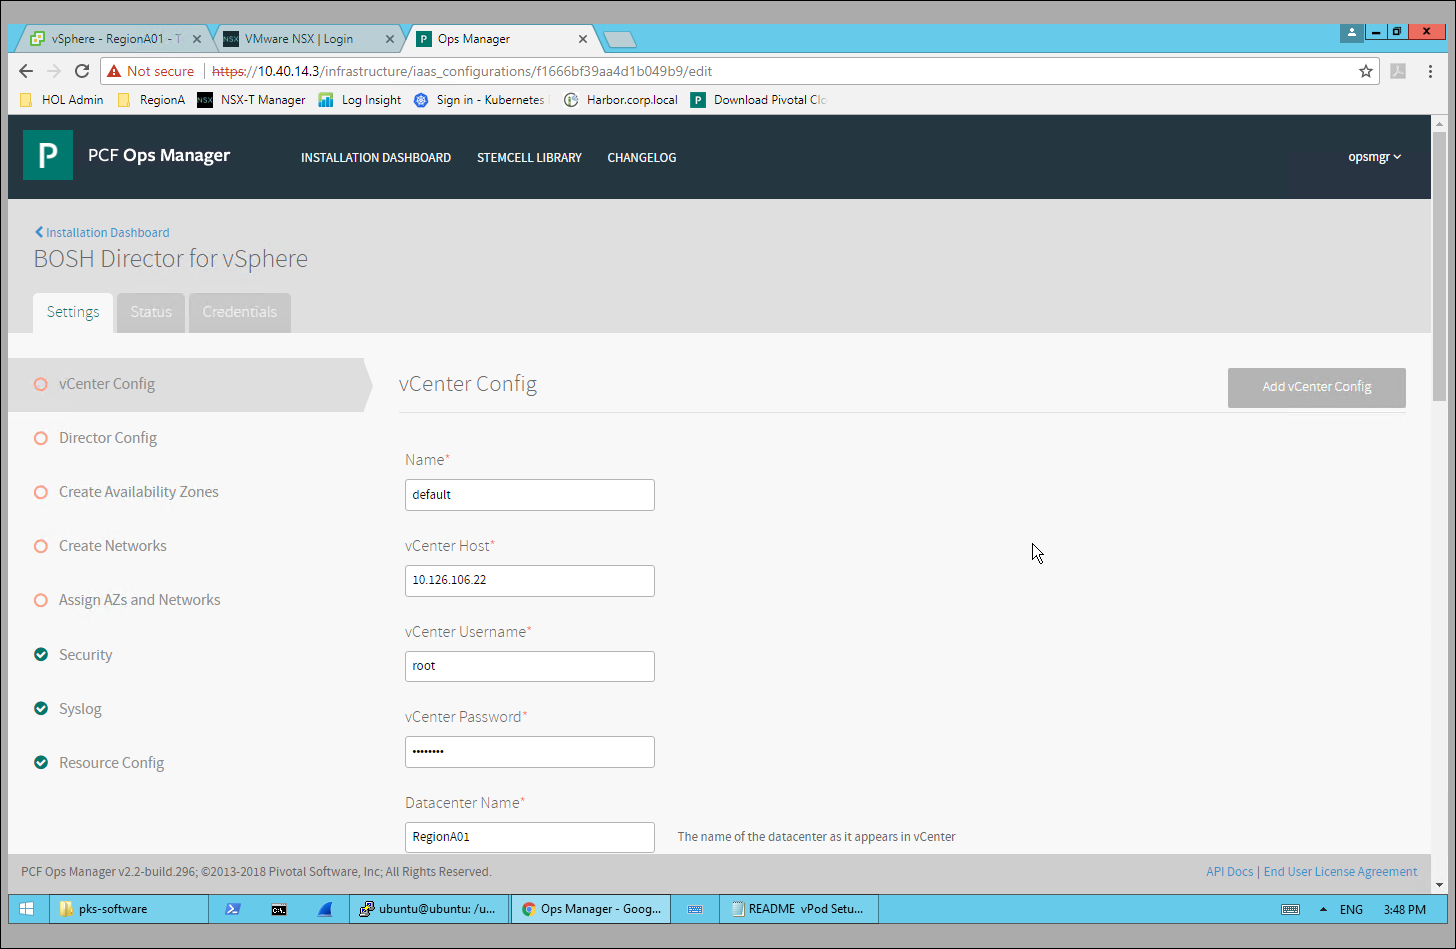 vSphere - RegionA01 - T
NSX VMware NSX | Login
P Ops Manager
Not secure https://10.40.14.3/infrastructure/iaas_configurations/f1666bf39aa4d1b049b9/edit
HOL Admin RegionA NSX NSX-T Manager Log Insight Sign in - Kubernetes Harbor.corp.local P Download Pivotal Clo
P PCF Ops Manager INSTALLATION DASHBOARD STEMCELL LIBRARY CHANGELOG opsmgr
Installation Dashboard
BOSH Director for vSphere
Settings Status Credentials
vCenter Config
Director Config
Create Availability Zones
Create Networks
Assign AZs and Networks
Security
Syslog
Resource Config
vCenter Config
Add vCenter Config
Name*
default
vCenter Host*
10.126.106.22
vCenter Username*
root
vCenter Password*
••••••••
Datacenter Name*
RegionA01
The name of the datacenter as it appears in vCenter
PCF Ops Manager v2.2-build.296; ©2013-2018 Pivotal Software, Inc; All Rights Reserved.
API Docs | End User License Agreement
pks-software ubuntu@ubuntu: /u... Ops Manager - Goog... README vPod Setu... ENG 3:48 PM